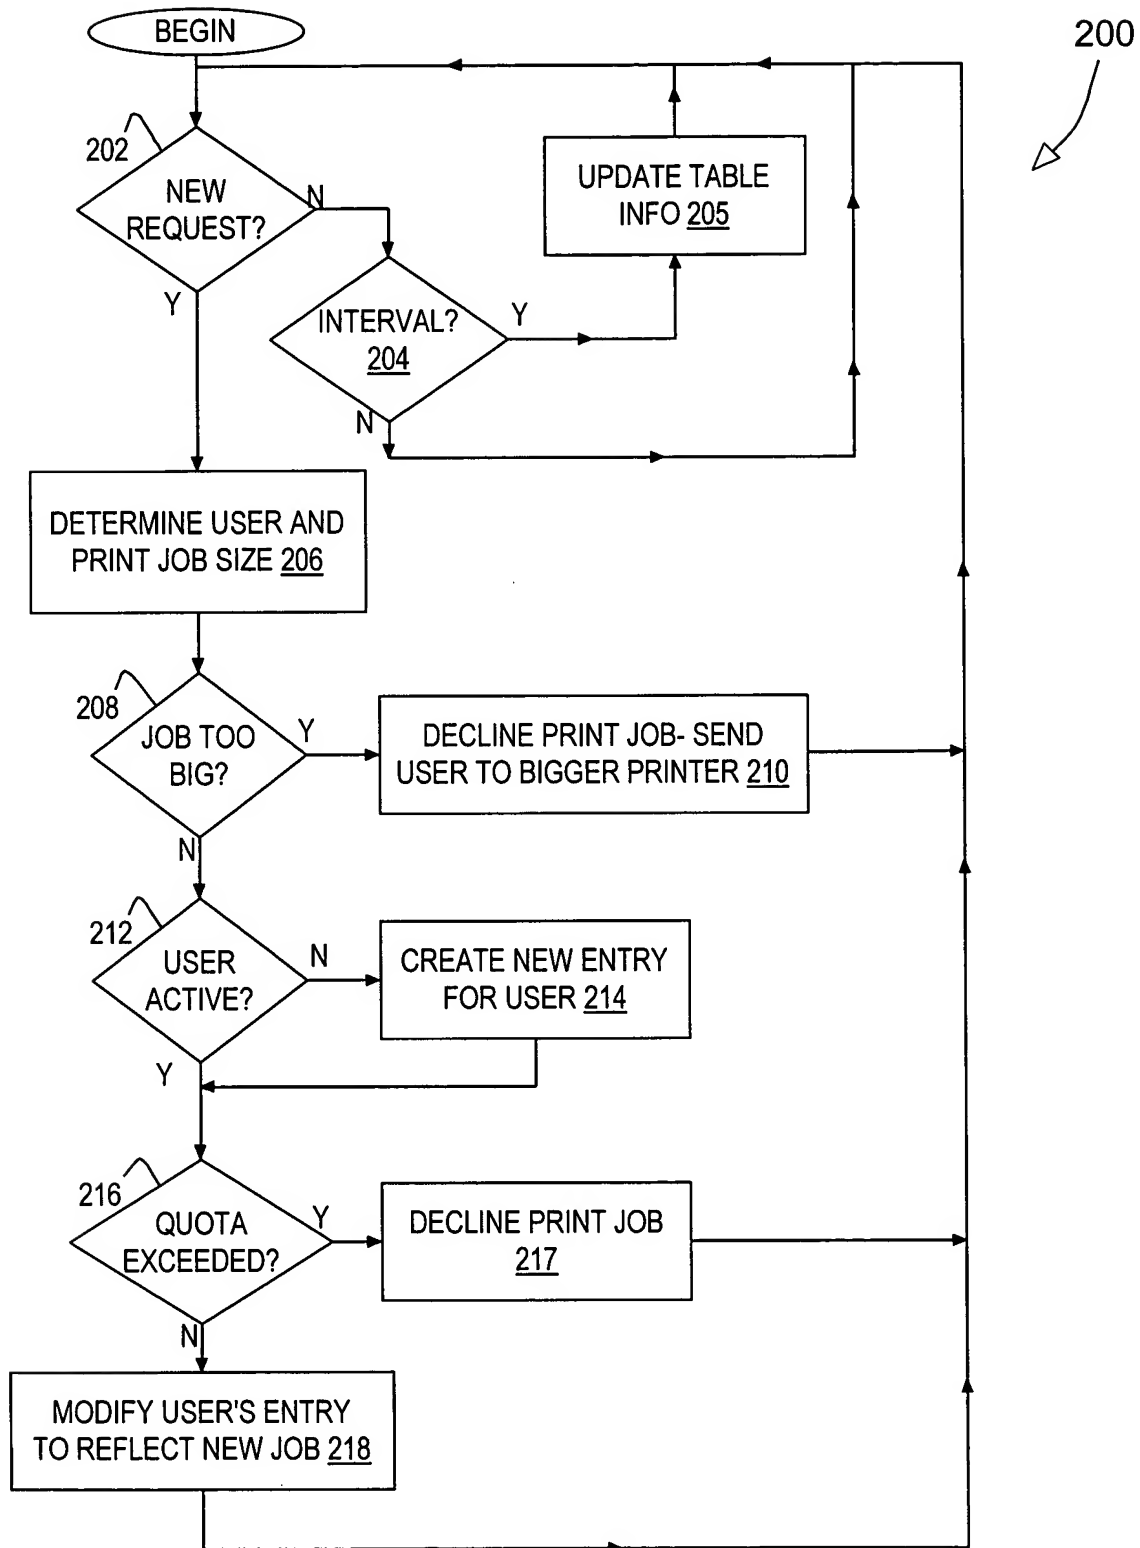 BEGIN
200
202
NEW
REQUEST?
N
Y
UPDATE TABLE
INFO 205
INTERVAL?
204
Y
N
DETERMINE USER AND
PRINT JOB SIZE 206
208
JOB TOO
BIG?
Y
N
DECLINE PRINT JOB- SEND
USER TO BIGGER PRINTER 210
212
USER
ACTIVE?
N
Y
CREATE NEW ENTRY
FOR USER 214
216
QUOTA
EXCEEDED?
Y
N
DECLINE PRINT JOB
217
MODIFY USER'S ENTRY
TO REFLECT NEW JOB 218